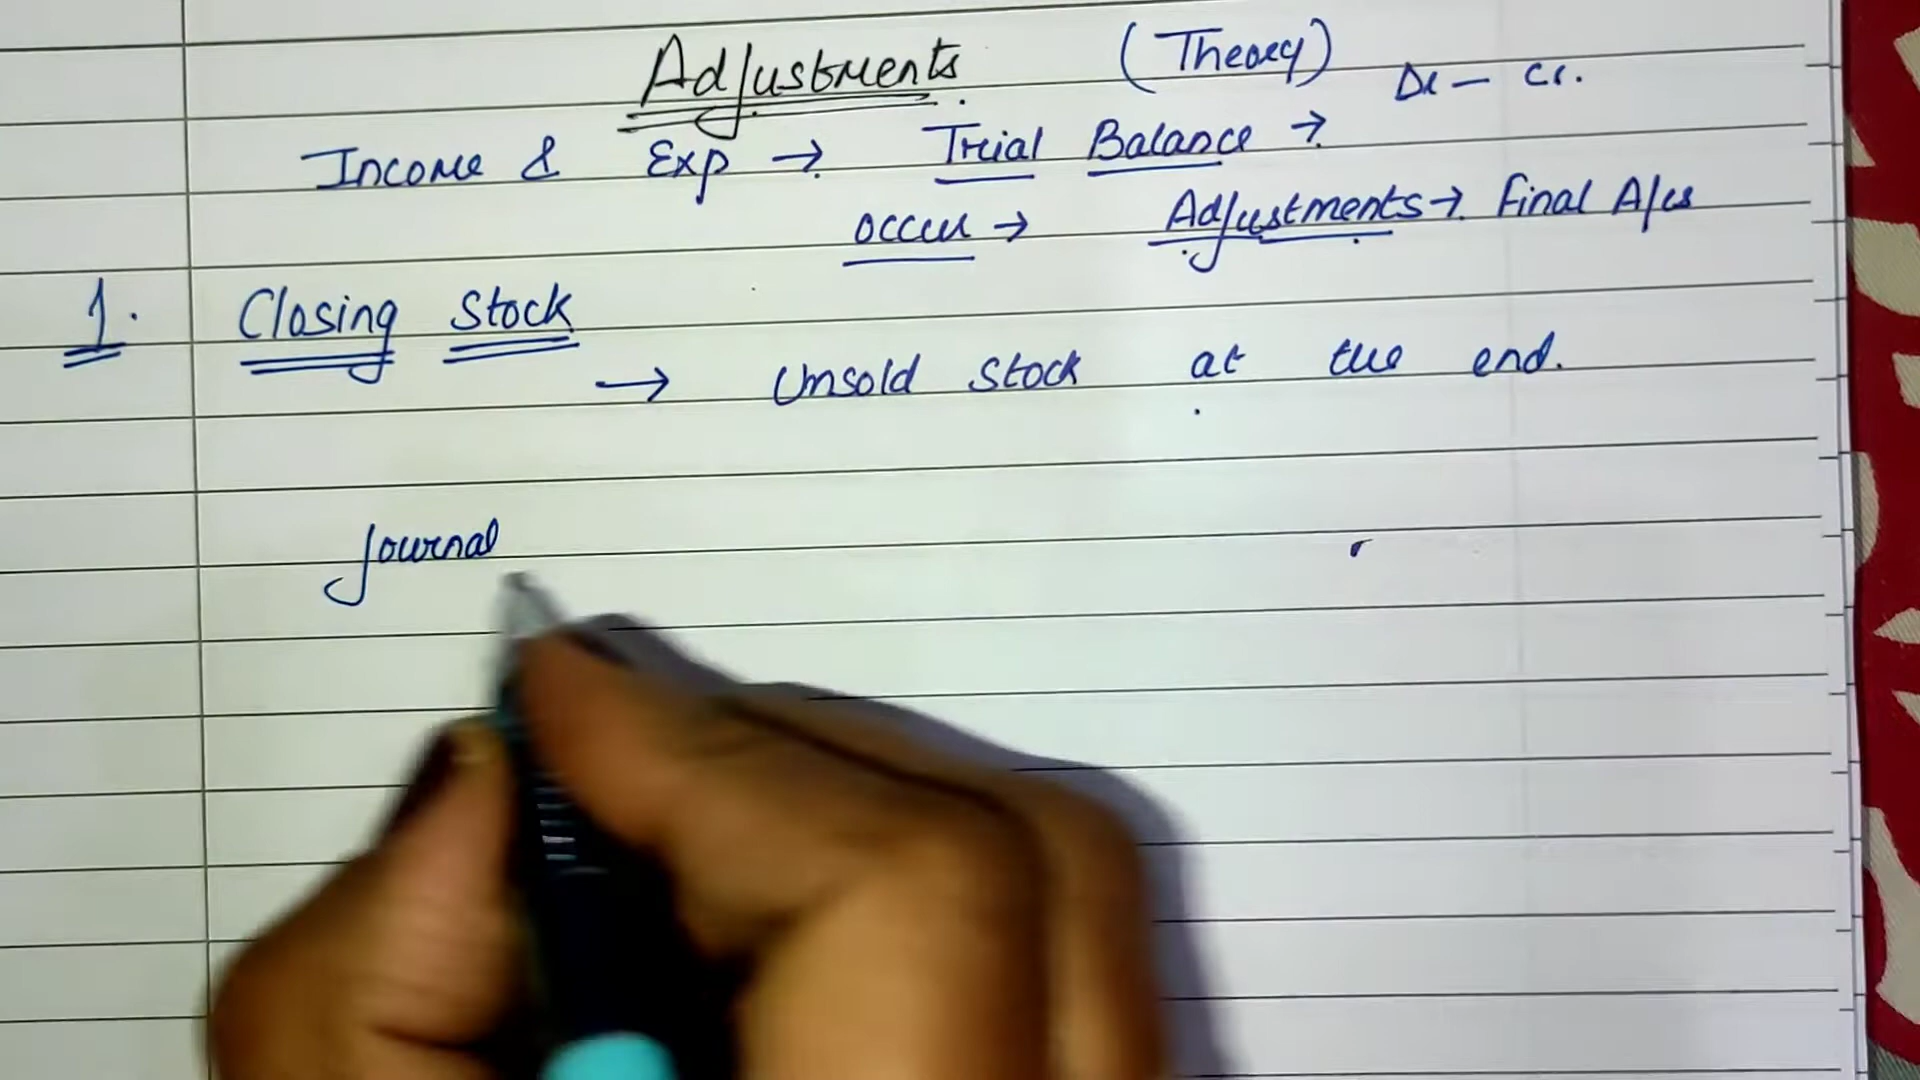 Adjustments (Theory)
Dr - Cr.
Income & Exp → Trial Balance →
occur → Adjustments → Final A/cs
1. Closing Stock
→ Unsold Stock at the end.
Journal